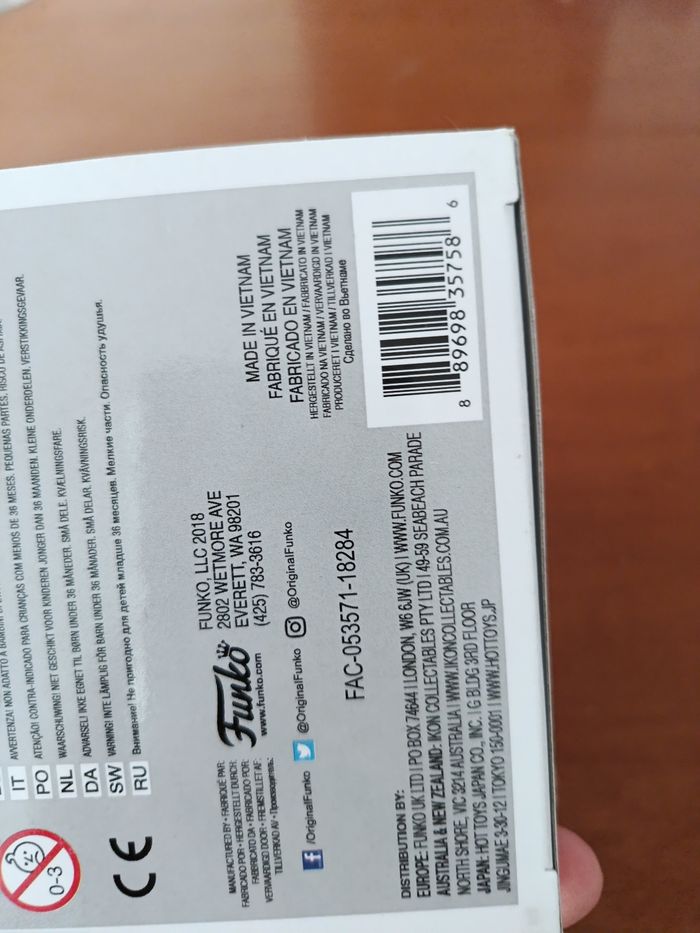 IT AVVERTENZA! NON ADATTO A BAMBINI
PO ATENÇÃO! CONTRA-INDICADO PARA CRIANÇAS COM MENOS DE 36 MESES. PEQUENAS PARTES.
NL WAARSCHUWING! NIET GESCHIKT VOOR KINDEREN JONGER DAN 36 MAANDEN. KLEINE ONDERDELEN. VERSTIKKINGSGEVAAR.
DA ADVARSEL! IKKE EGNET TIL BØRN UNDER 36 MÅNEDER. SMÅ DELE. KVÆLNINGSFARE.
SW VARNING! INTE LÄMPLIG FÖR BARN UNDER 36 MÅNADER. SMÅ DELAR. KVÄVNINGSRISK.
RU Внимание! Не пригодно для детей младше 36 месяцев. Мелкие части. Опасность удушья.
0-3
CE
MANUFACTURED BY • FABRIQUÉ PAR:
FABRICADO POR • HERGESTELLT DURCH:
FABBRICATO DA • FABRICADO POR:
VERVAARDIGD DOOR • FREMSTILLET AF:
TILLVERKAD AV • Производитель:
Funko
www.funko.com
FUNKO, LLC 2018
2802 WETMORE AVE
EVERETT, WA 98201
(425) 783-3616
/OriginalFunko @OriginalFunko @OriginalFunko
FAC-053571-18284
MADE IN VIETNAM
FABRIQUÉ EN VIETNAM
FABRICADO EN VIETNAM
HERGESTELLT IN VIETNAM / FABBRICATO IN VIETNAM
FABRICADO NA VIETNAM / VERVAARDIGD IN VIETNAM
PRODUCERET I VIETNAM / TILLVERKAD I VIETNAM
Сделано во Вьетнаме
8 89698 35758 6
DISTRIBUTION BY:
EUROPE: FUNKO UK LTD | PO BOX 74644 | LONDON, W6 6JW (UK) | WWW.FUNKO.COM
AUSTRALIA & NEW ZEALAND: IKON COLLECTABLES PTY LTD | 49-59 SEABEACH PARADE
NORTH SHORE, VIC 3214 AUSTRALIA | WWW.IKONCOLLECTABLES.COM.AU
JAPAN: HOT TOYS JAPAN CO., INC. | G BLDG 3RD FLOOR
JINGUMAE 3-30-12 | TOKYO 150-0001 | WWW.HOTTOYS.JP